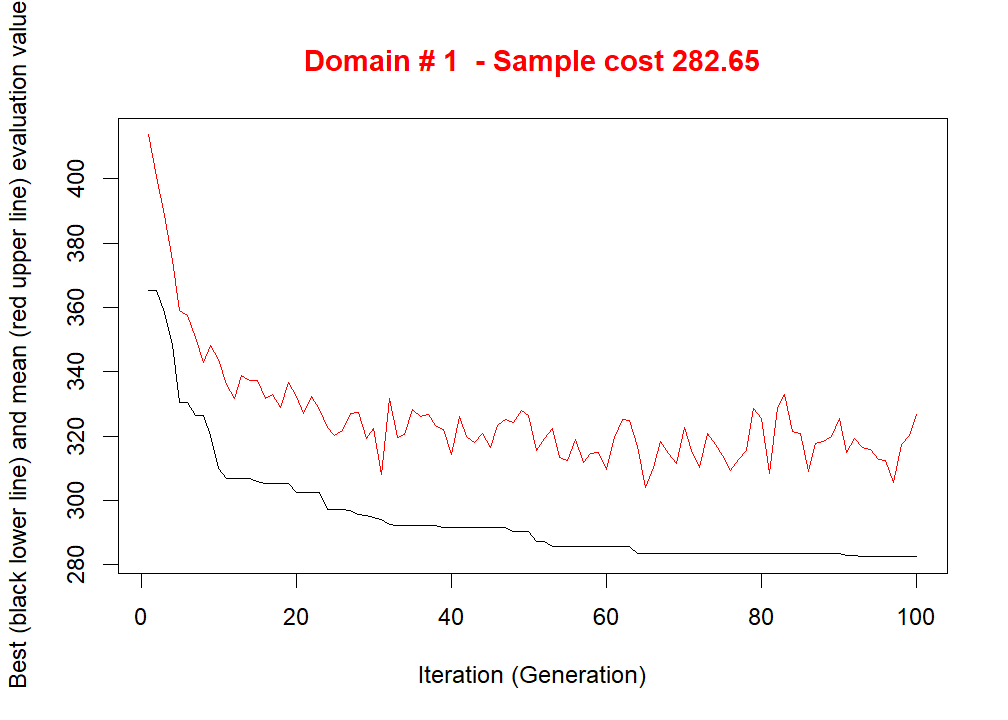 Domain # 1  - Sample cost 282.65
Best (black lower line) and mean (red upper line) evaluation value
400
380
360
340
320
300
280
0 20 40 60 80 100
Iteration (Generation)